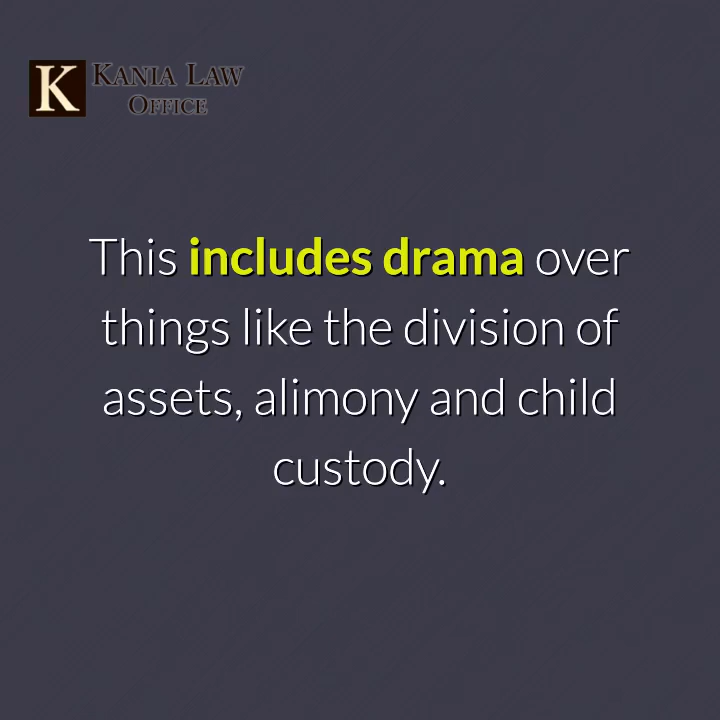 K
KANIA LAW
OFFICE
This includes drama over
things like the division of
assets, alimony and child
custody.